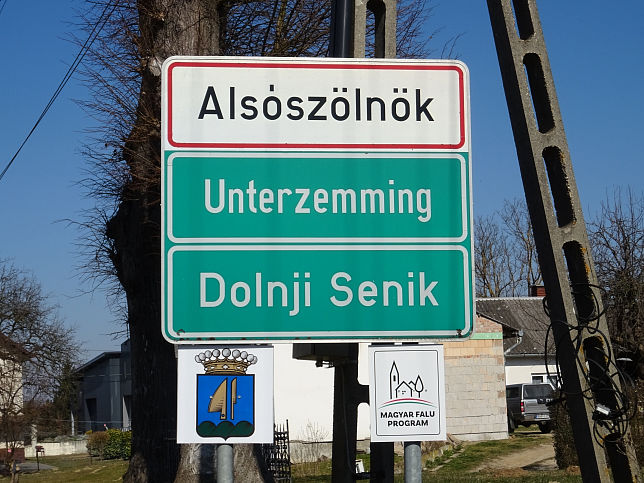 Alsószölnök
Unterzemming
Dolnji Senik
MAGYAR FALU
PROGRAM